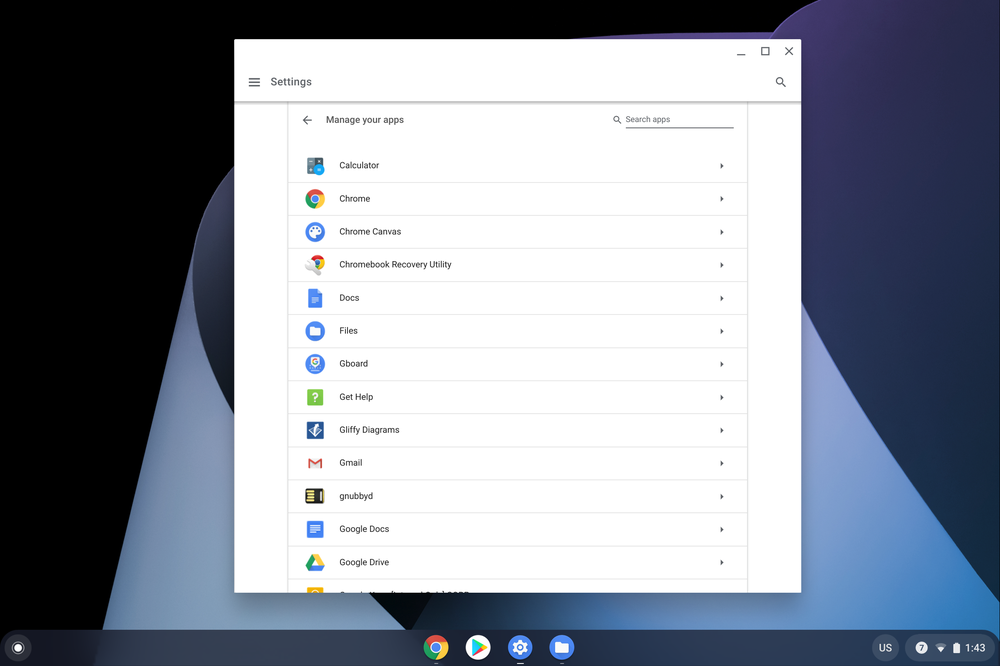 Settings
Manage your apps
Search apps
Calculator
Chrome
Chrome Canvas
Chromebook Recovery Utility
Docs
Files
Gboard
Get Help
Gliffy Diagrams
Gmail
gnubbyd
Google Docs
Google Drive
US
7
1:43